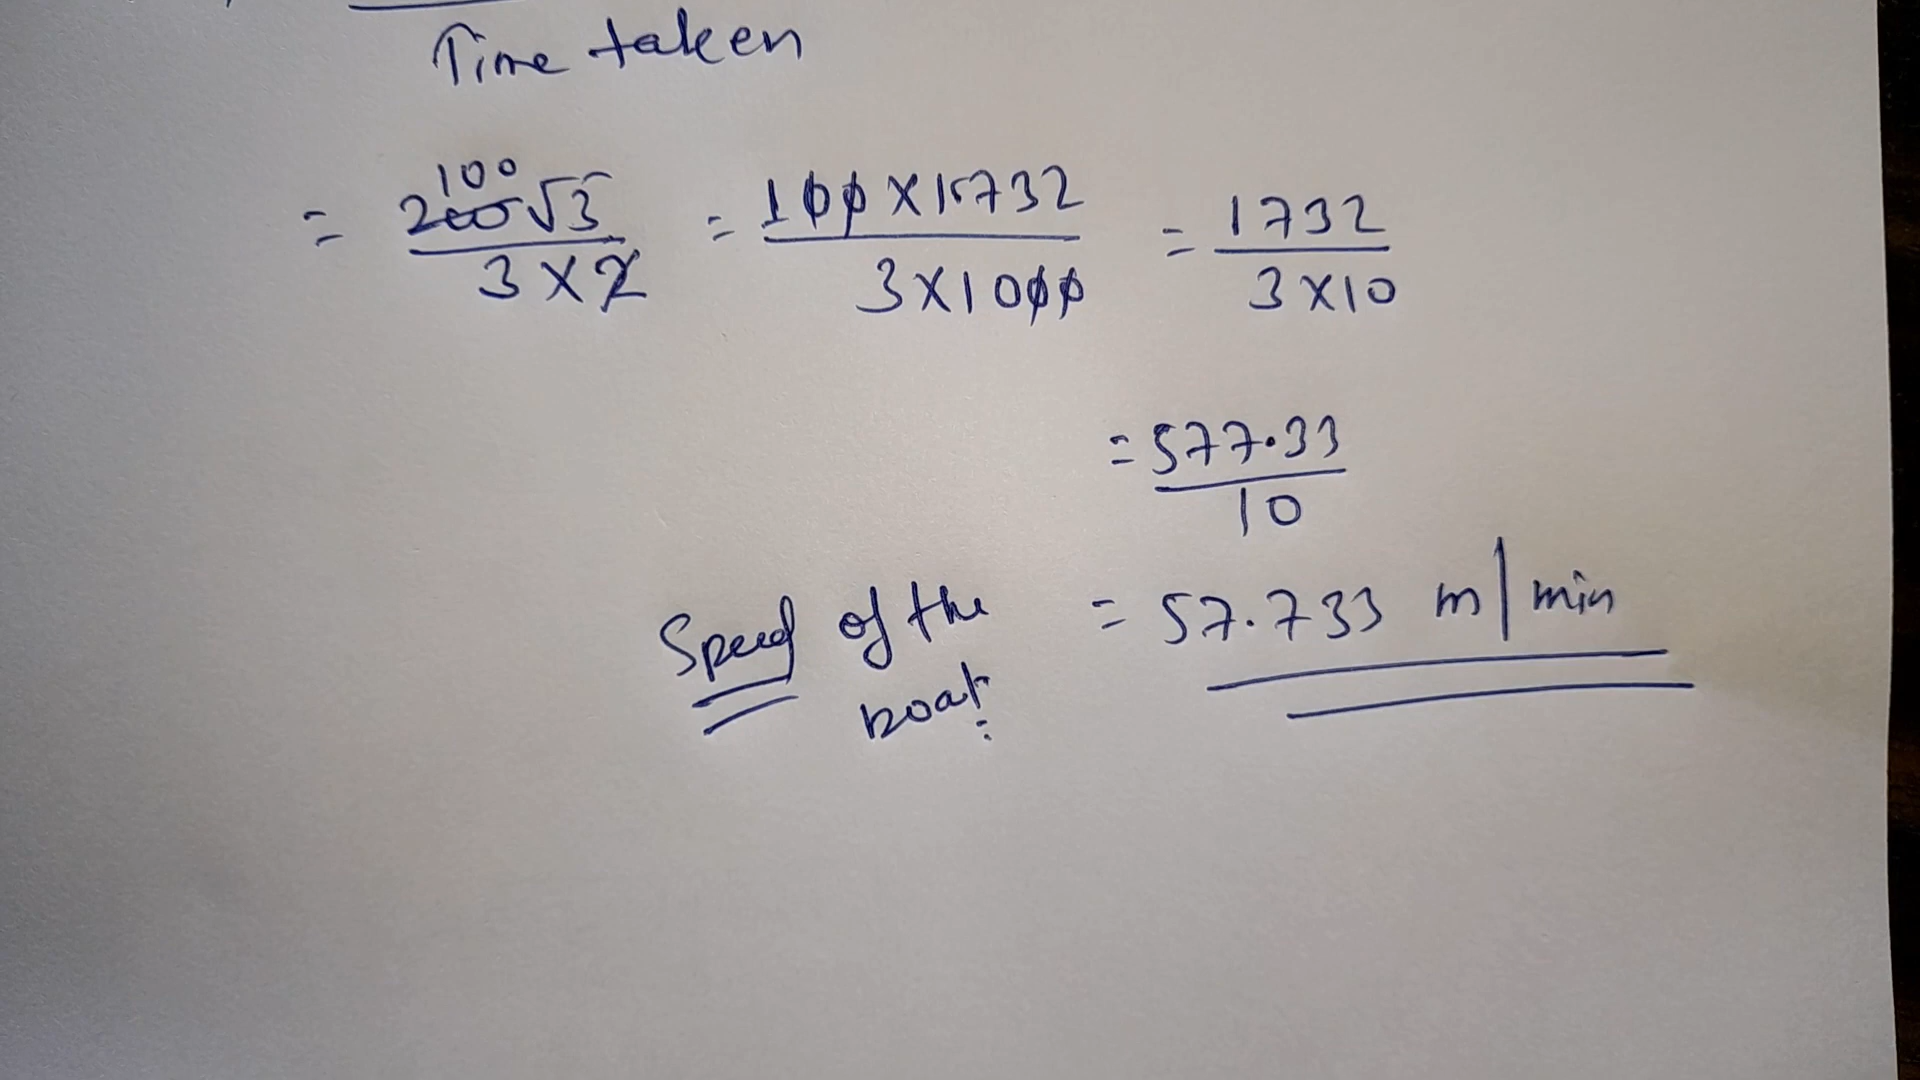 Time taken
= 100 200√3 / 3 × 2 = 100 × 1.732 / 3 × 1000 = 1732 / 3 × 10
= 577.33 / 10
Speed of the boat = 57.733 m/min